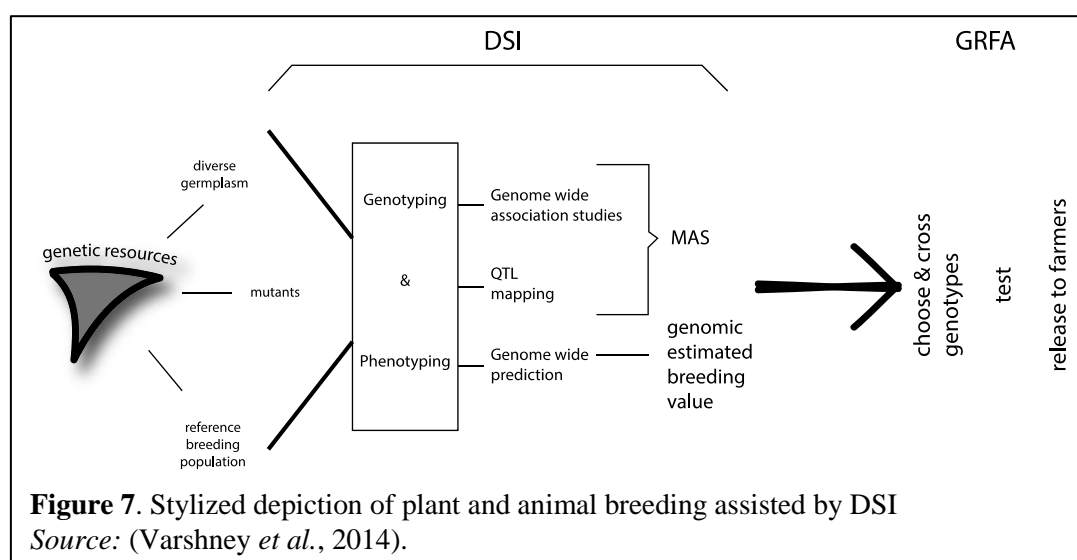 DSI
GRFA
diverse
germplasm
genetic resources
mutants
reference
breeding
population
Genotyping
&
Phenotyping
Genome wide
association studies
QTL
mapping
Genome wide
prediction
MAS
genomic
estimated
breeding
value
choose & cross
genotypes
test
release to farmers
Figure 7. Stylized depiction of plant and animal breeding assisted by DSI
Source: (Varshney et al., 2014).